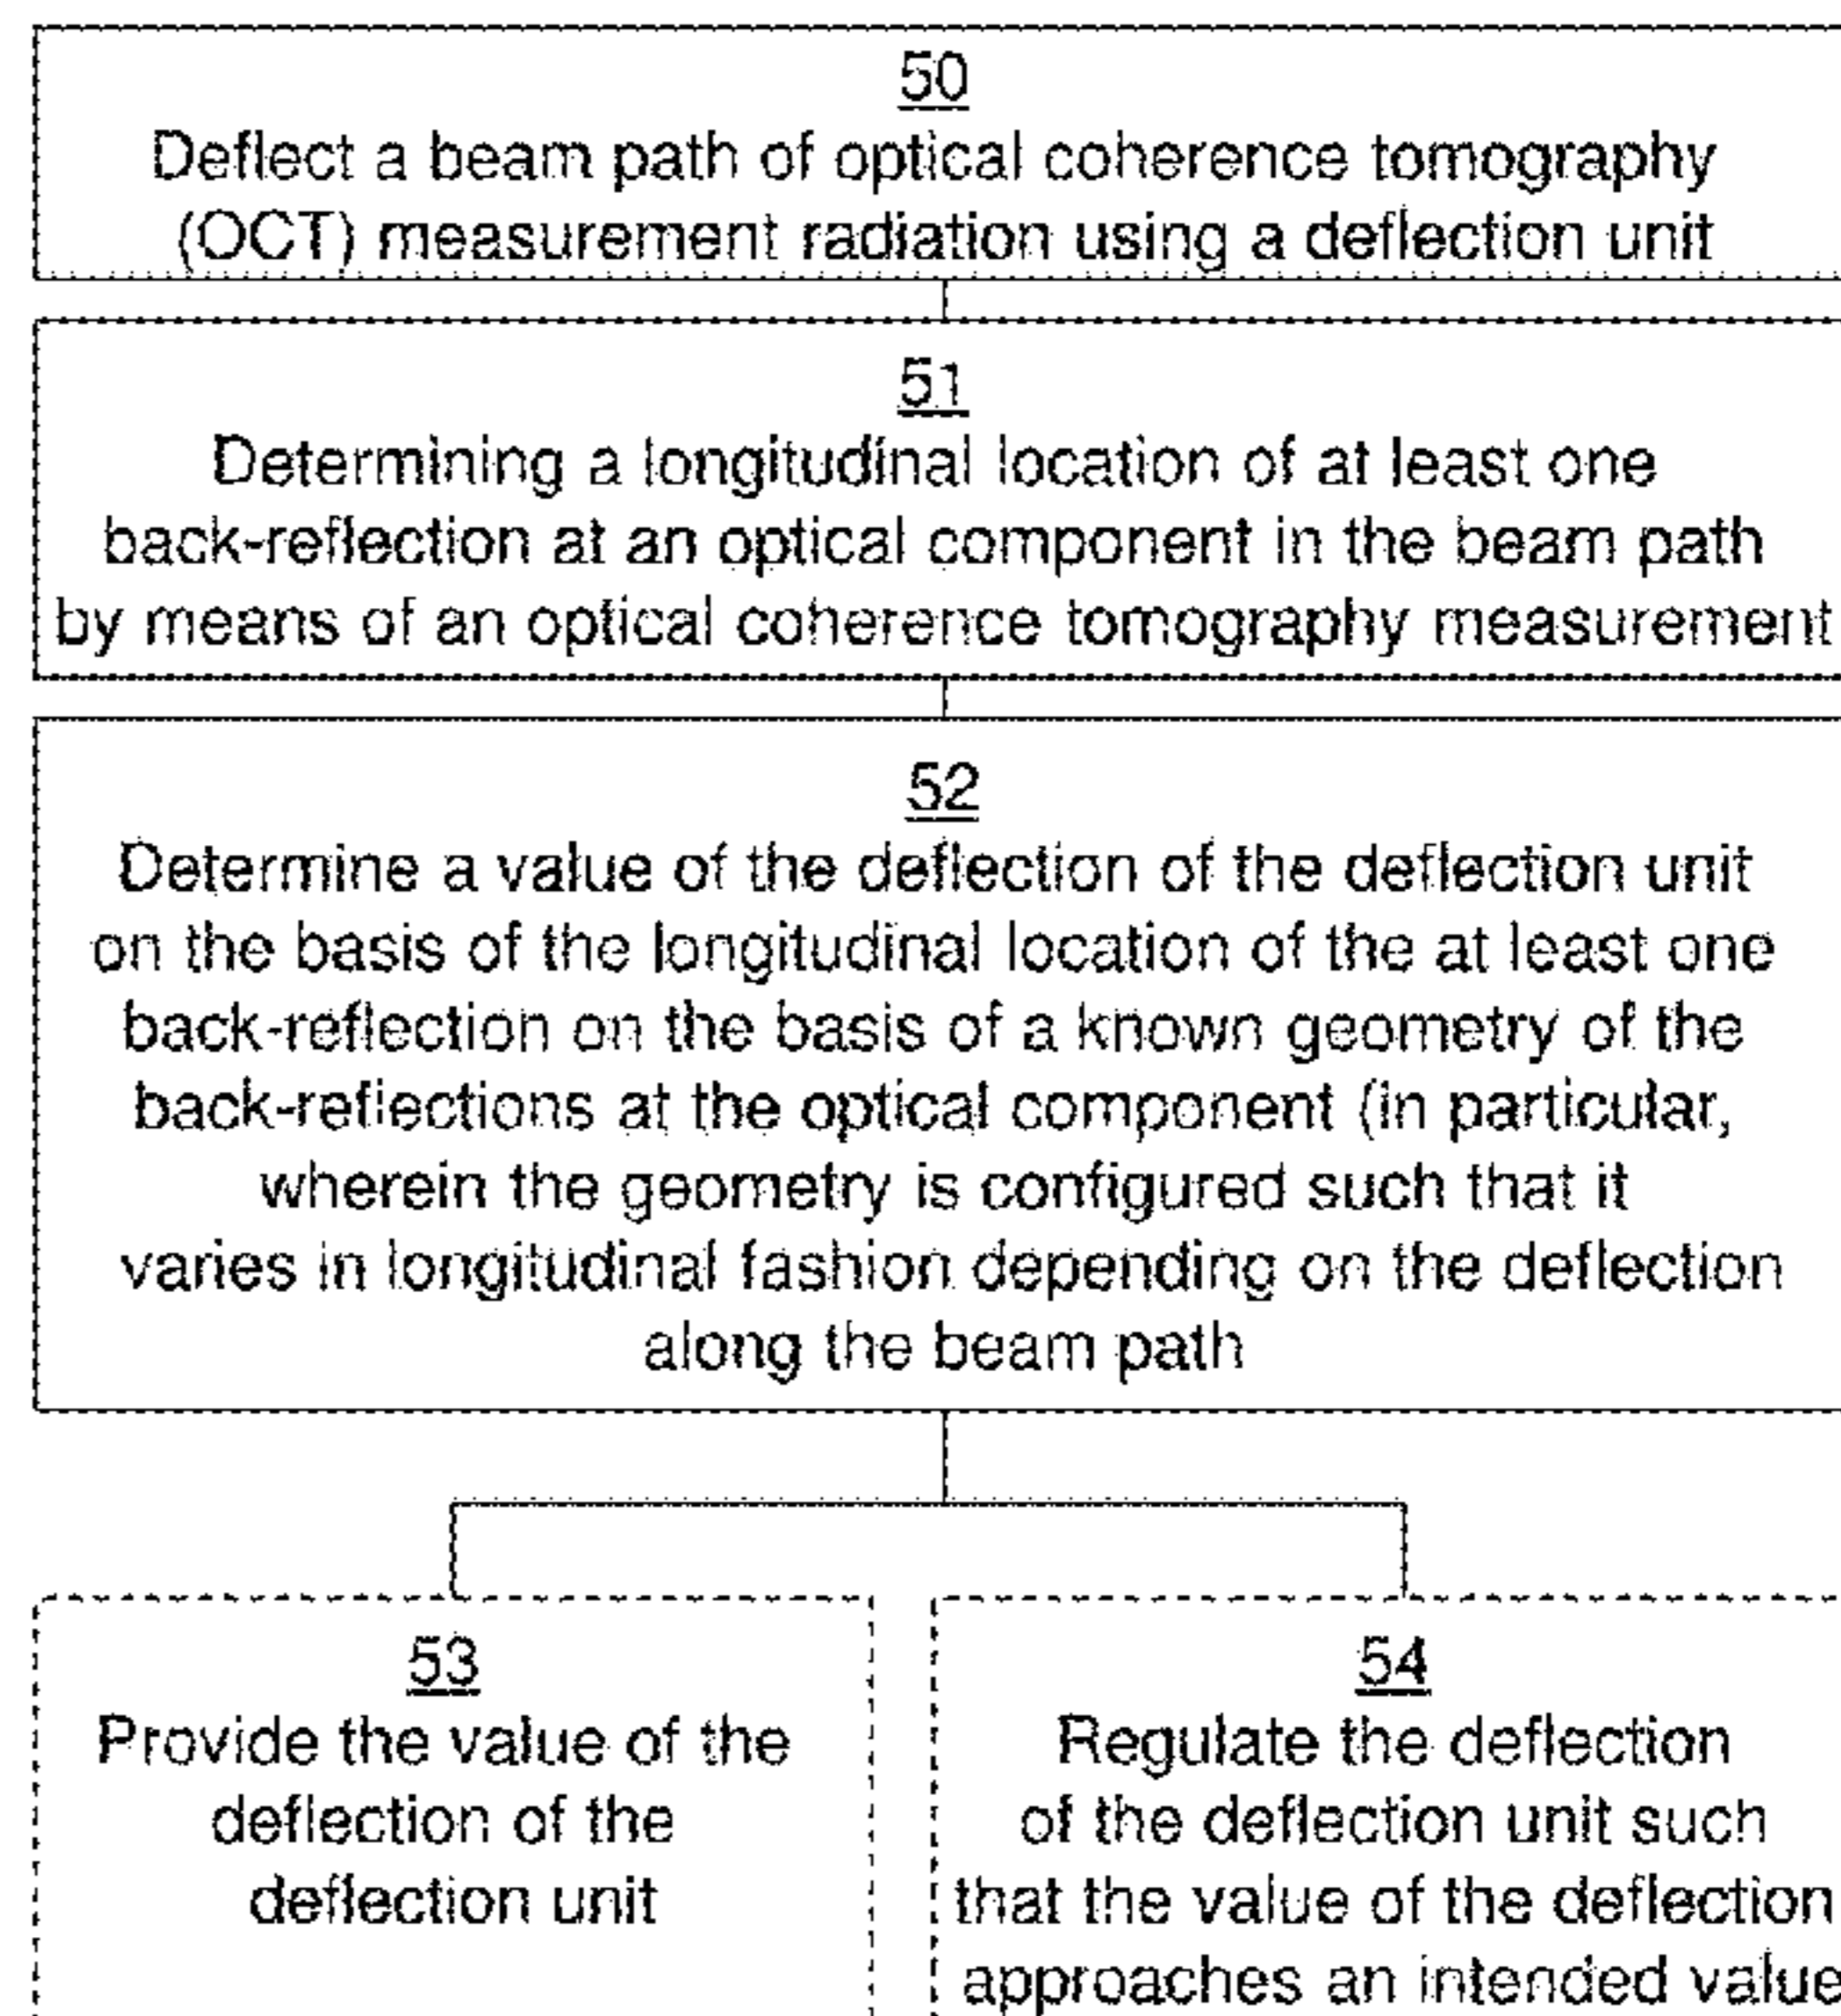 50
Deflect a beam path of optical coherence tomography
(OCT) measurement radiation using a deflection unit
51
Determining a longitudinal location of at least one
back-reflection at an optical component in the beam path
by means of an optical coherence tomography measurement
52
Determine a value of the deflection of the deflection unit
on the basis of the longitudinal location of the at least one
back-reflection on the basis of a known geometry of the
back-reflections at the optical component (in particular,
wherein the geometry is configured such that it
varies in longitudinal fashion depending on the deflection
along the beam path
53
Provide the value of the
deflection of the
deflection unit
54
Regulate the deflection
of the deflection unit such
that the value of the deflection
approaches an intended value